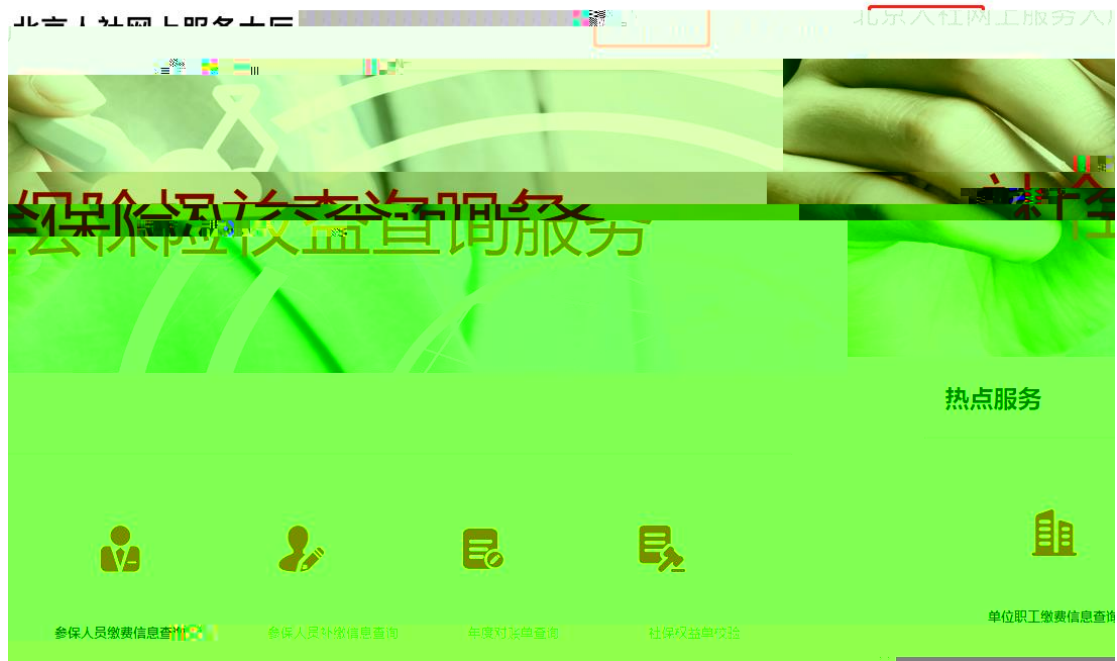 北京人社网上服务大厅
北京人社网上服务大厅
社会保险权益查询服务
热点服务
参保人员缴费信息查询
参保人员补缴信息查询
年度对账单查询
社保权益单校验
单位职工缴费信息查询